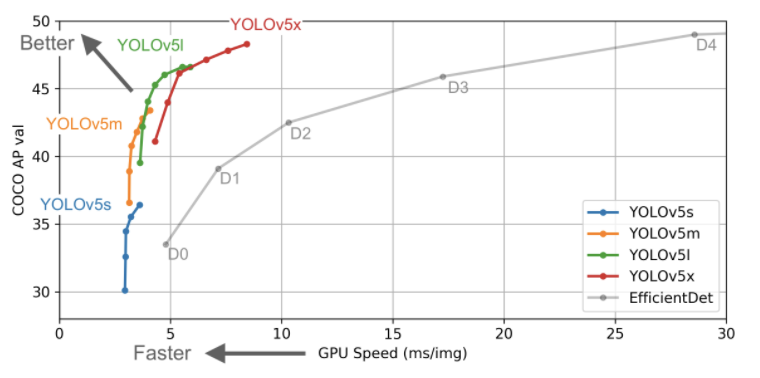 50
YOLOv5x
Better
YOLOv5l
D4
45
D3
YOLOv5m
D2
40
D1
COCO AP val
YOLOv5s
35
D0
YOLOv5s
YOLOv5m
YOLOv5l
YOLOv5x
EfficientDet
30
0 5 10 15 20 25 30
Faster GPU Speed (ms/img)